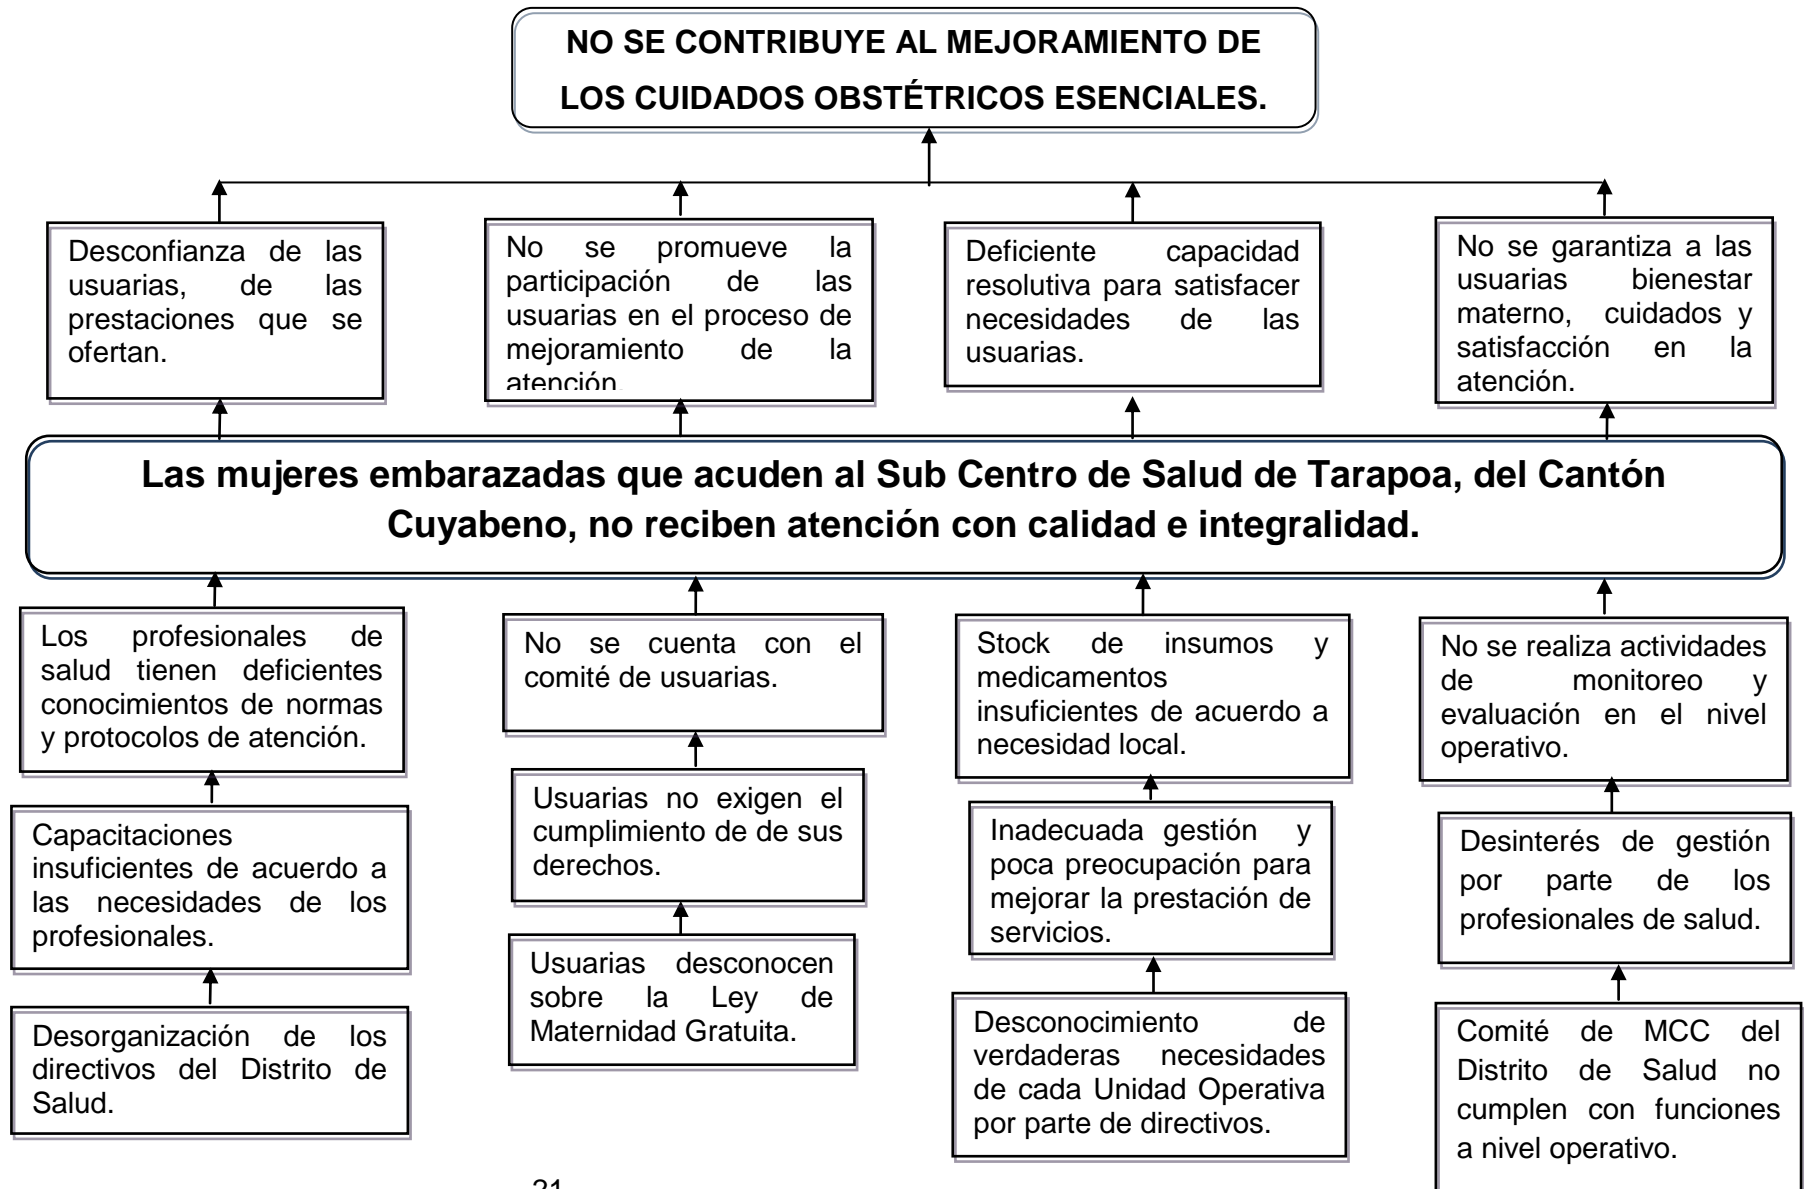 NO SE CONTRIBUYE AL MEJORAMIENTO DE
LOS CUIDADOS OBSTÉTRICOS ESENCIALES.
Desconfianza de las
usuarias, de las
prestaciones que se
ofertan.
No se promueve la
participación de las
usuarias en el proceso de
mejoramiento de la
atención.
Deficiente capacidad
resolutiva para satisfacer
necesidades de las
usuarias.
No se garantiza a las
usuarias bienestar
materno, cuidados y
satisfacción en la
atención.
Las mujeres embarazadas que acuden al Sub Centro de Salud de Tarapoa, del Cantón
Cuyabeno, no reciben atención con calidad e integralidad.
Los profesionales de
salud tienen deficientes
conocimientos de normas
y protocolos de atención.
No se cuenta con el
comité de usuarias.
Stock de insumos y
medicamentos
insuficientes de acuerdo a
necesidad local.
No se realiza actividades
de monitoreo y
evaluación en el nivel
operativo.
Capacitaciones
insuficientes de acuerdo a
las necesidades de los
profesionales.
Usuarias no exigen el
cumplimiento de de sus
derechos.
Inadecuada gestión y
poca preocupación para
mejorar la prestación de
servicios.
Desinterés de gestión
por parte de los
profesionales de salud.
Desorganización de los
directivos del Distrito de
Salud.
Usuarias desconocen
sobre la Ley de
Maternidad Gratuita.
Desconocimiento de
verdaderas necesidades
de cada Unidad Operativa
por parte de directivos.
Comité de MCC del
Distrito de Salud no
cumplen con funciones
a nivel operativo.
21